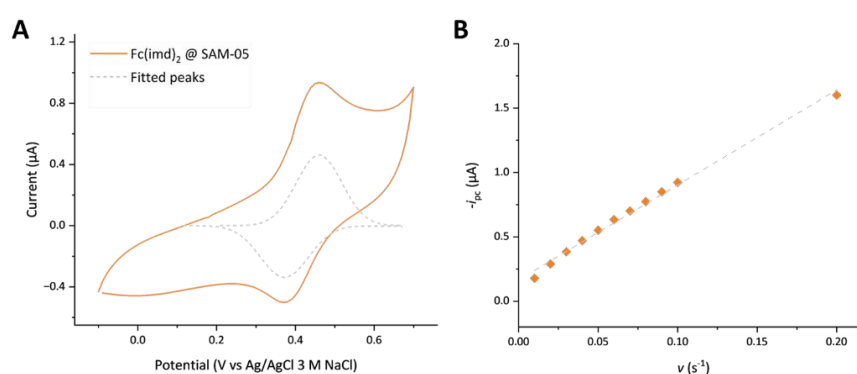 A
Fc(imd)₂ @ SAM-05
Fitted peaks
1.2
0.8
0.4
0.0
−0.4
Current (µA)
0.0 0.2 0.4 0.6
Potential (V vs Ag/AgCl 3 M NaCl)
B
2.0
1.5
1.0
0.5
0.0
-iₚc (µA)
0.00 0.05 0.10 0.15 0.20
v (s⁻¹)